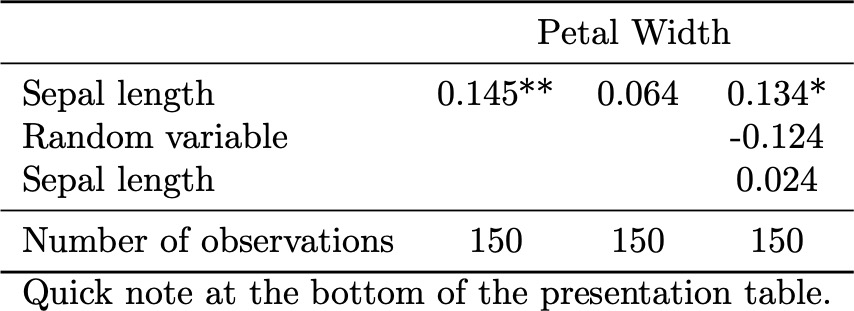 Petal Width
Sepal length 0.145** 0.064 0.134*
Random variable -0.124
Sepal length 0.024
Number of observations 150 150 150
Quick note at the bottom of the presentation table.